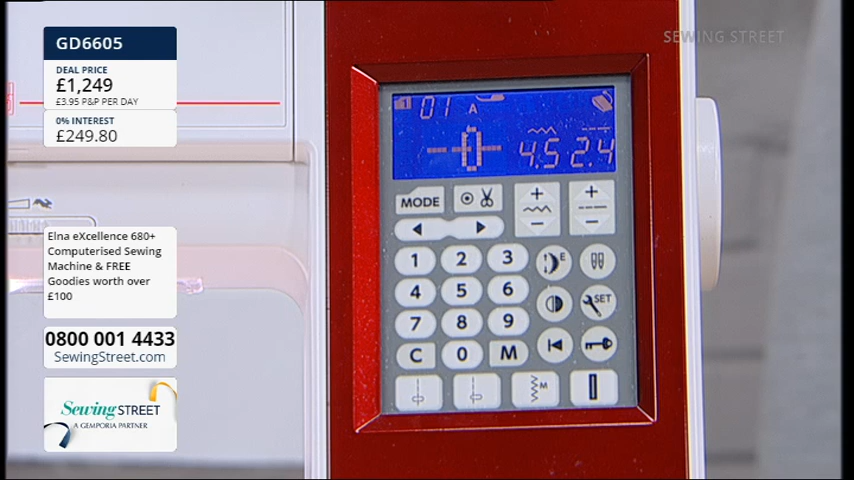 GD6605
DEAL PRICE
£1,249
£3.95 P&P PER DAY
0% INTEREST
£249.80
Elna eXcellence 680+
Computerised Sewing
Machine & FREE
Goodies worth over
£100
0800 001 4433
SewingStreet.com
Sewing STREET
A GEMPORIA PARTNER
SEWING STREET
1 01 A
4.5 2.4
MODE + +
- -
1 2 3 E
4 5 6 SET
7 8 9
C 0 M
M